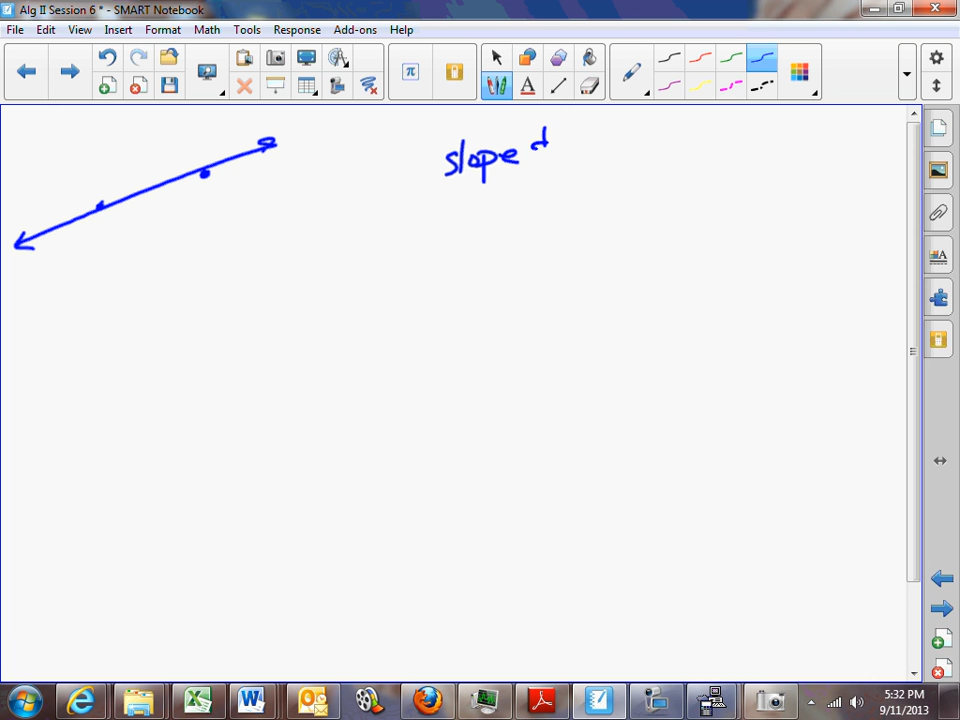 Alg II Session 6 * - SMART Notebook
File Edit View Insert Format Math Tools Response Add-ons Help
slope d
5:32 PM
9/11/2013